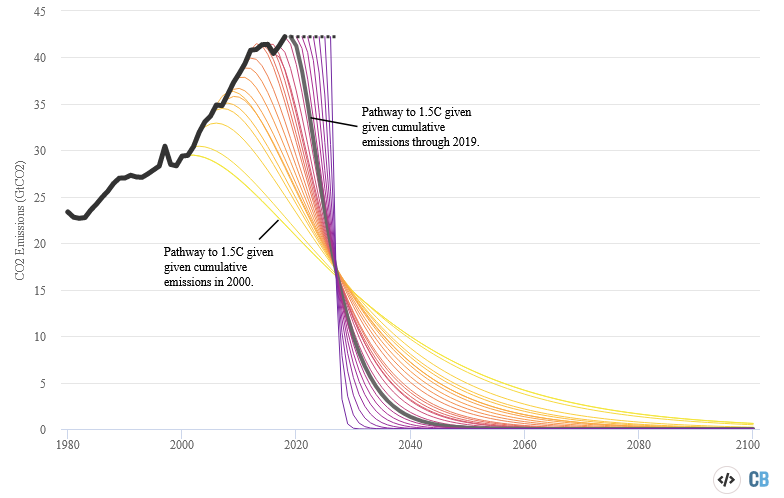 45
40
35
30
25
20
15
10
5
0
CO2 Emissions (GtCO2)
Pathway to 1.5C given
given cumulative
emissions through 2019.
Pathway to 1.5C given
given cumulative
emissions in 2000.
1980
2000
2020
2040
2060
2080
2100
</> CB